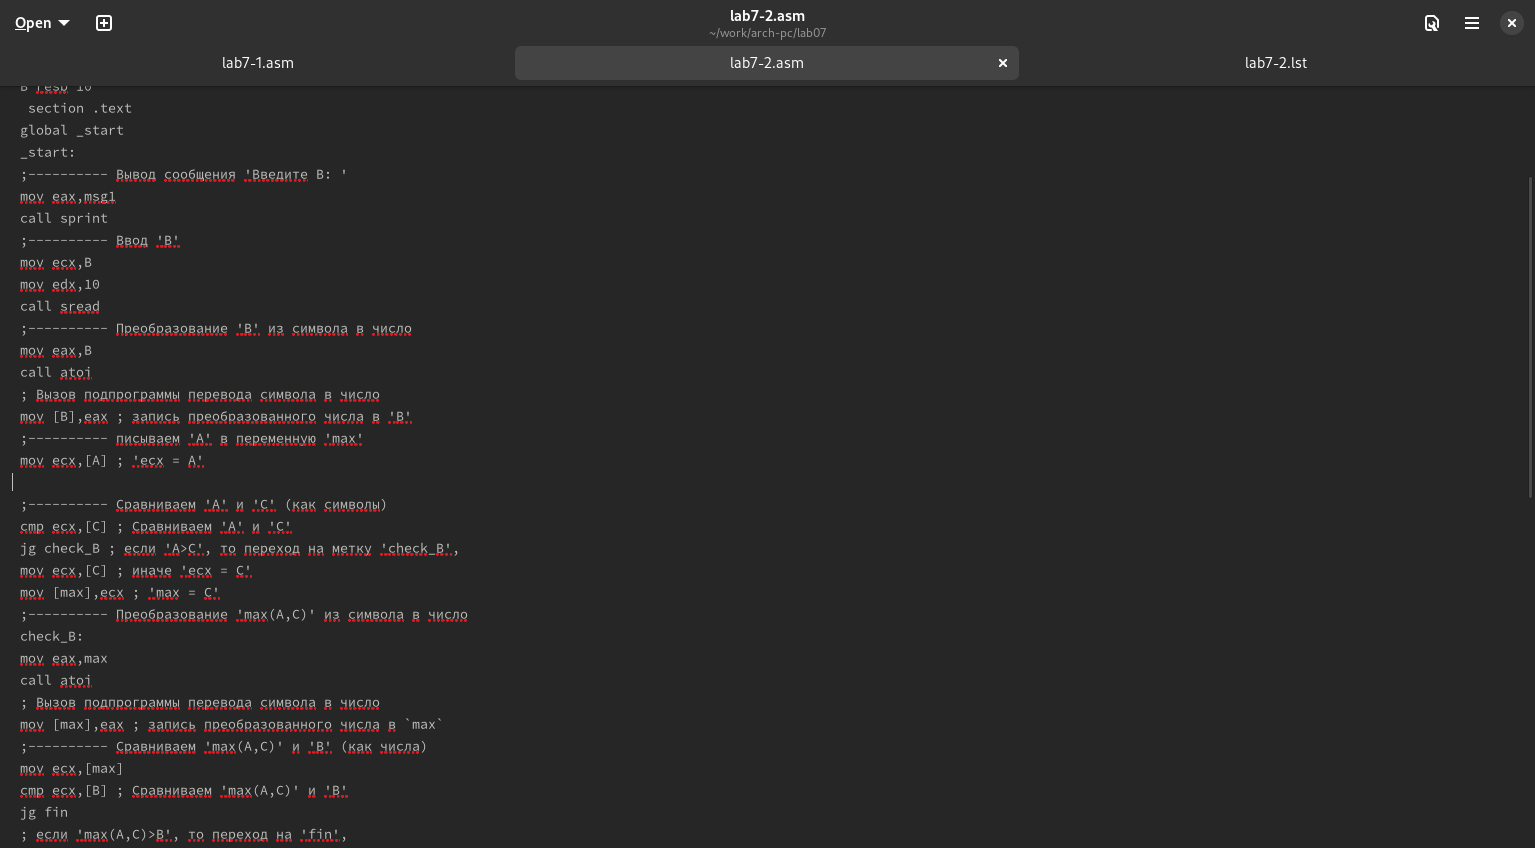 Open
lab7-2.asm
~/work/arch-pc/lab07
lab7-1.asm
lab7-2.asm
lab7-2.lst
B resb 10
section .text
global _start
_start:
;---------- Вывод сообщения 'Введите B: '
mov eax,msg1
call sprint
;---------- Ввод 'B'
mov ecx,B
mov edx,10
call sread
;---------- Преобразование 'B' из символа в число
mov eax,B
call atoi
; Вызов подпрограммы перевода символа в число
mov [B],eax ; запись преобразованного числа в 'B'
;---------- писываем 'A' в переменную 'max'
mov ecx,[A] ; 'ecx = A'
;---------- Сравниваем 'A' и 'С' (как символы)
cmp ecx,[C] ; Сравниваем 'A' и 'С'
jg check_B ; если 'A>C', то переход на метку 'check_B',
mov ecx,[C] ; иначе 'ecx = C'
mov [max],ecx ; 'max = C'
;---------- Преобразование 'max(A,C)' из символа в число
check_B:
mov eax,max
call atoi
; Вызов подпрограммы перевода символа в число
mov [max],eax ; запись преобразованного числа в `max`
;---------- Сравниваем 'max(A,C)' и 'B' (как числа)
mov ecx,[max]
cmp ecx,[B] ; Сравниваем 'max(A,C)' и 'B'
jg fin
; если 'max(A,C)>B', то переход на 'fin',